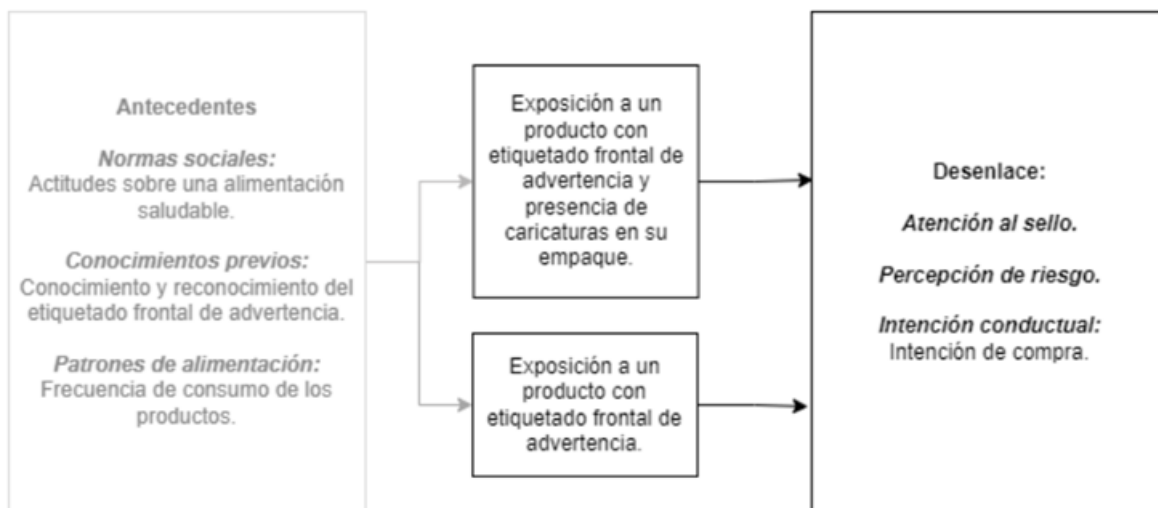 Antecedentes
Normas sociales:
Actitudes sobre una alimentación
saludable.
Conocimientos previos:
Conocimiento y reconocimiento del
etiquetado frontal de advertencia.
Patrones de alimentación:
Frecuencia de consumo de los
productos.
Exposición a un
producto con
etiquetado frontal de
advertencia y
presencia de
caricaturas en su
empaque.
Exposición a un
producto con
etiquetado frontal de
advertencia.
Desenlace:
Atención al sello.
Percepción de riesgo.
Intención conductual:
Intención de compra.